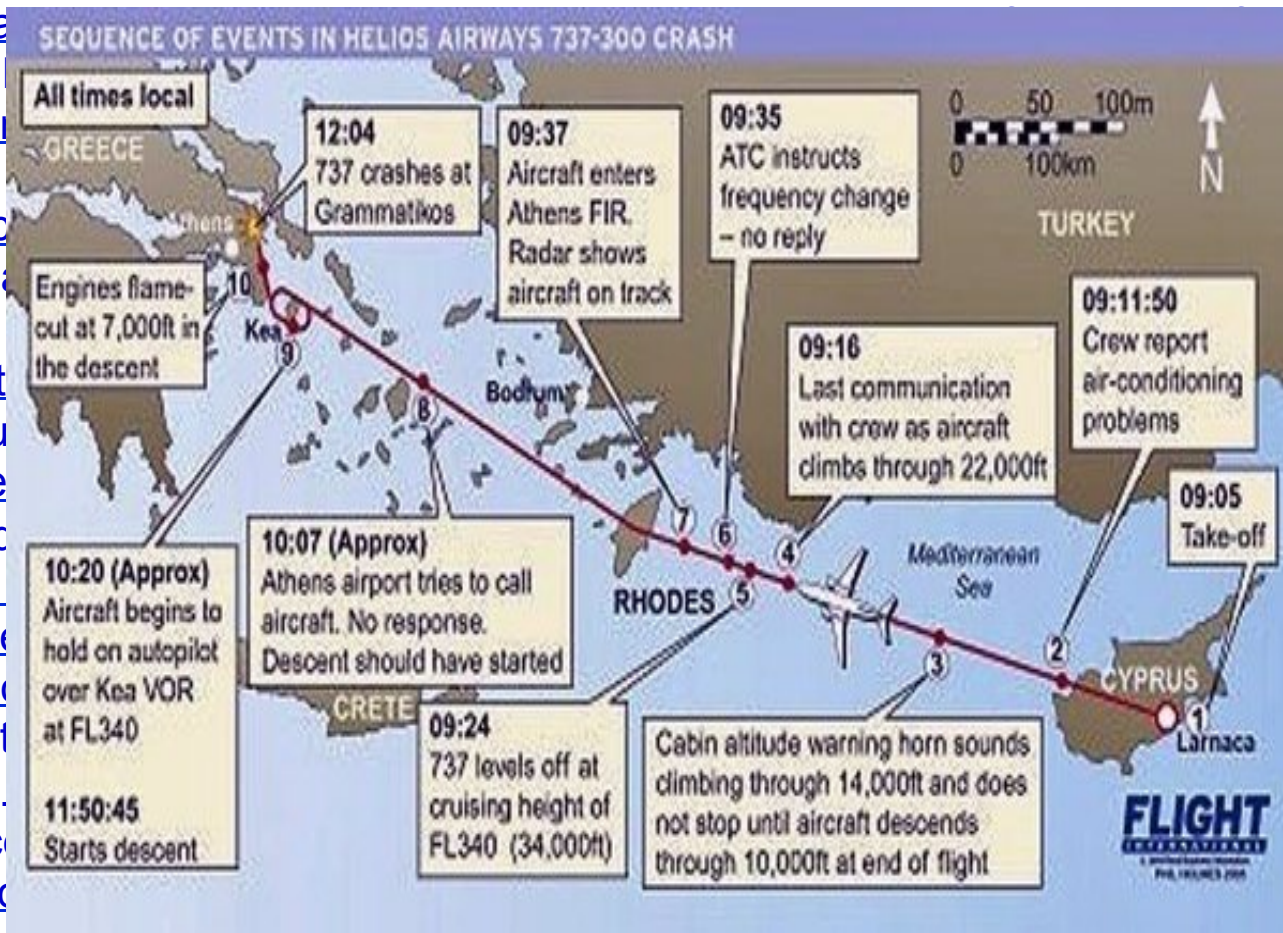 SEQUENCE OF EVENTS IN HELIOS AIRWAYS 737-300 CRASH
All times local
GREECE
Athens
12:04
737 crashes at
Grammatikos
09:37
Aircraft enters
Athens FIR.
Radar shows
aircraft on track
09:35
ATC instructs
frequency change
– no reply
0 50 100m
0 100km
N
TURKEY
09:11:50
Crew report
air-conditioning
problems
Engines flame-
out at 7,000ft in
the descent
10
Kea
9
8
Bodrum
7
6
5
4
09:16
Last communication
with crew as aircraft
climbs through 22,000ft
09:05
Take-off
10:20 (Approx)
Aircraft begins to
hold on autopilot
over Kea VOR
at FL340
11:50:45
Starts descent
10:07 (Approx)
Athens airport tries to call
aircraft. No response.
Descent should have started
RHODES
Mediterranean
Sea
3
2
CYPRUS
1
Larnaca
CRETE
09:24
737 levels off at
cruising height of
FL340 (34,000ft)
Cabin altitude warning horn sounds
climbing through 14,000ft and does
not stop until aircraft descends
through 10,000ft at end of flight
FLIGHT
INTERNATIONAL